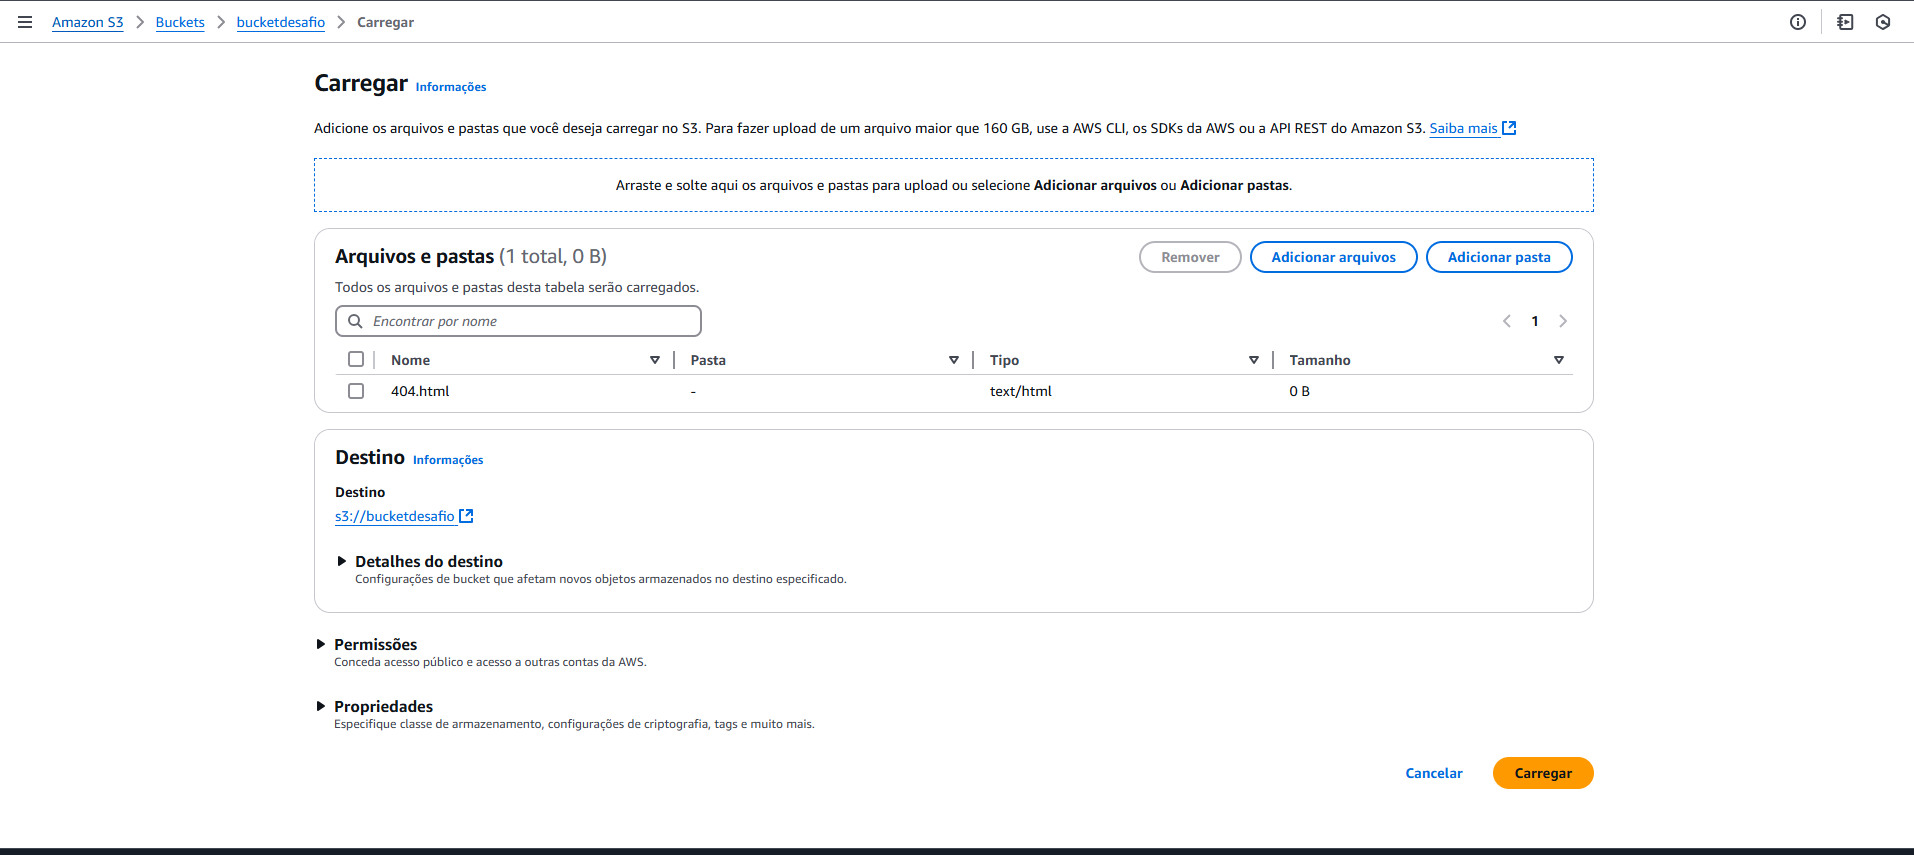 Amazon S3 > Buckets > bucketdesafio > Carregar
Carregar Informações
Adicione os arquivos e pastas que você deseja carregar no S3. Para fazer upload de um arquivo maior que 160 GB, use a AWS CLI, os SDKs da AWS ou a API REST do Amazon S3. Saiba mais
Arraste e solte aqui os arquivos e pastas para upload ou selecione Adicionar arquivos ou Adicionar pastas.
Arquivos e pastas (1 total, 0 B)
Remover
Adicionar arquivos
Adicionar pasta
Todos os arquivos e pastas desta tabela serão carregados.
Encontrar por nome
1
Nome Pasta Tipo Tamanho
404.html - text/html 0 B
Destino Informações
Destino
s3://bucketdesafio
Detalhes do destino
Configurações de bucket que afetam novos objetos armazenados no destino especificado.
Permissões
Conceda acesso público e acesso a outras contas da AWS.
Propriedades
Especifique classe de armazenamento, configurações de criptografia, tags e muito mais.
Cancelar
Carregar